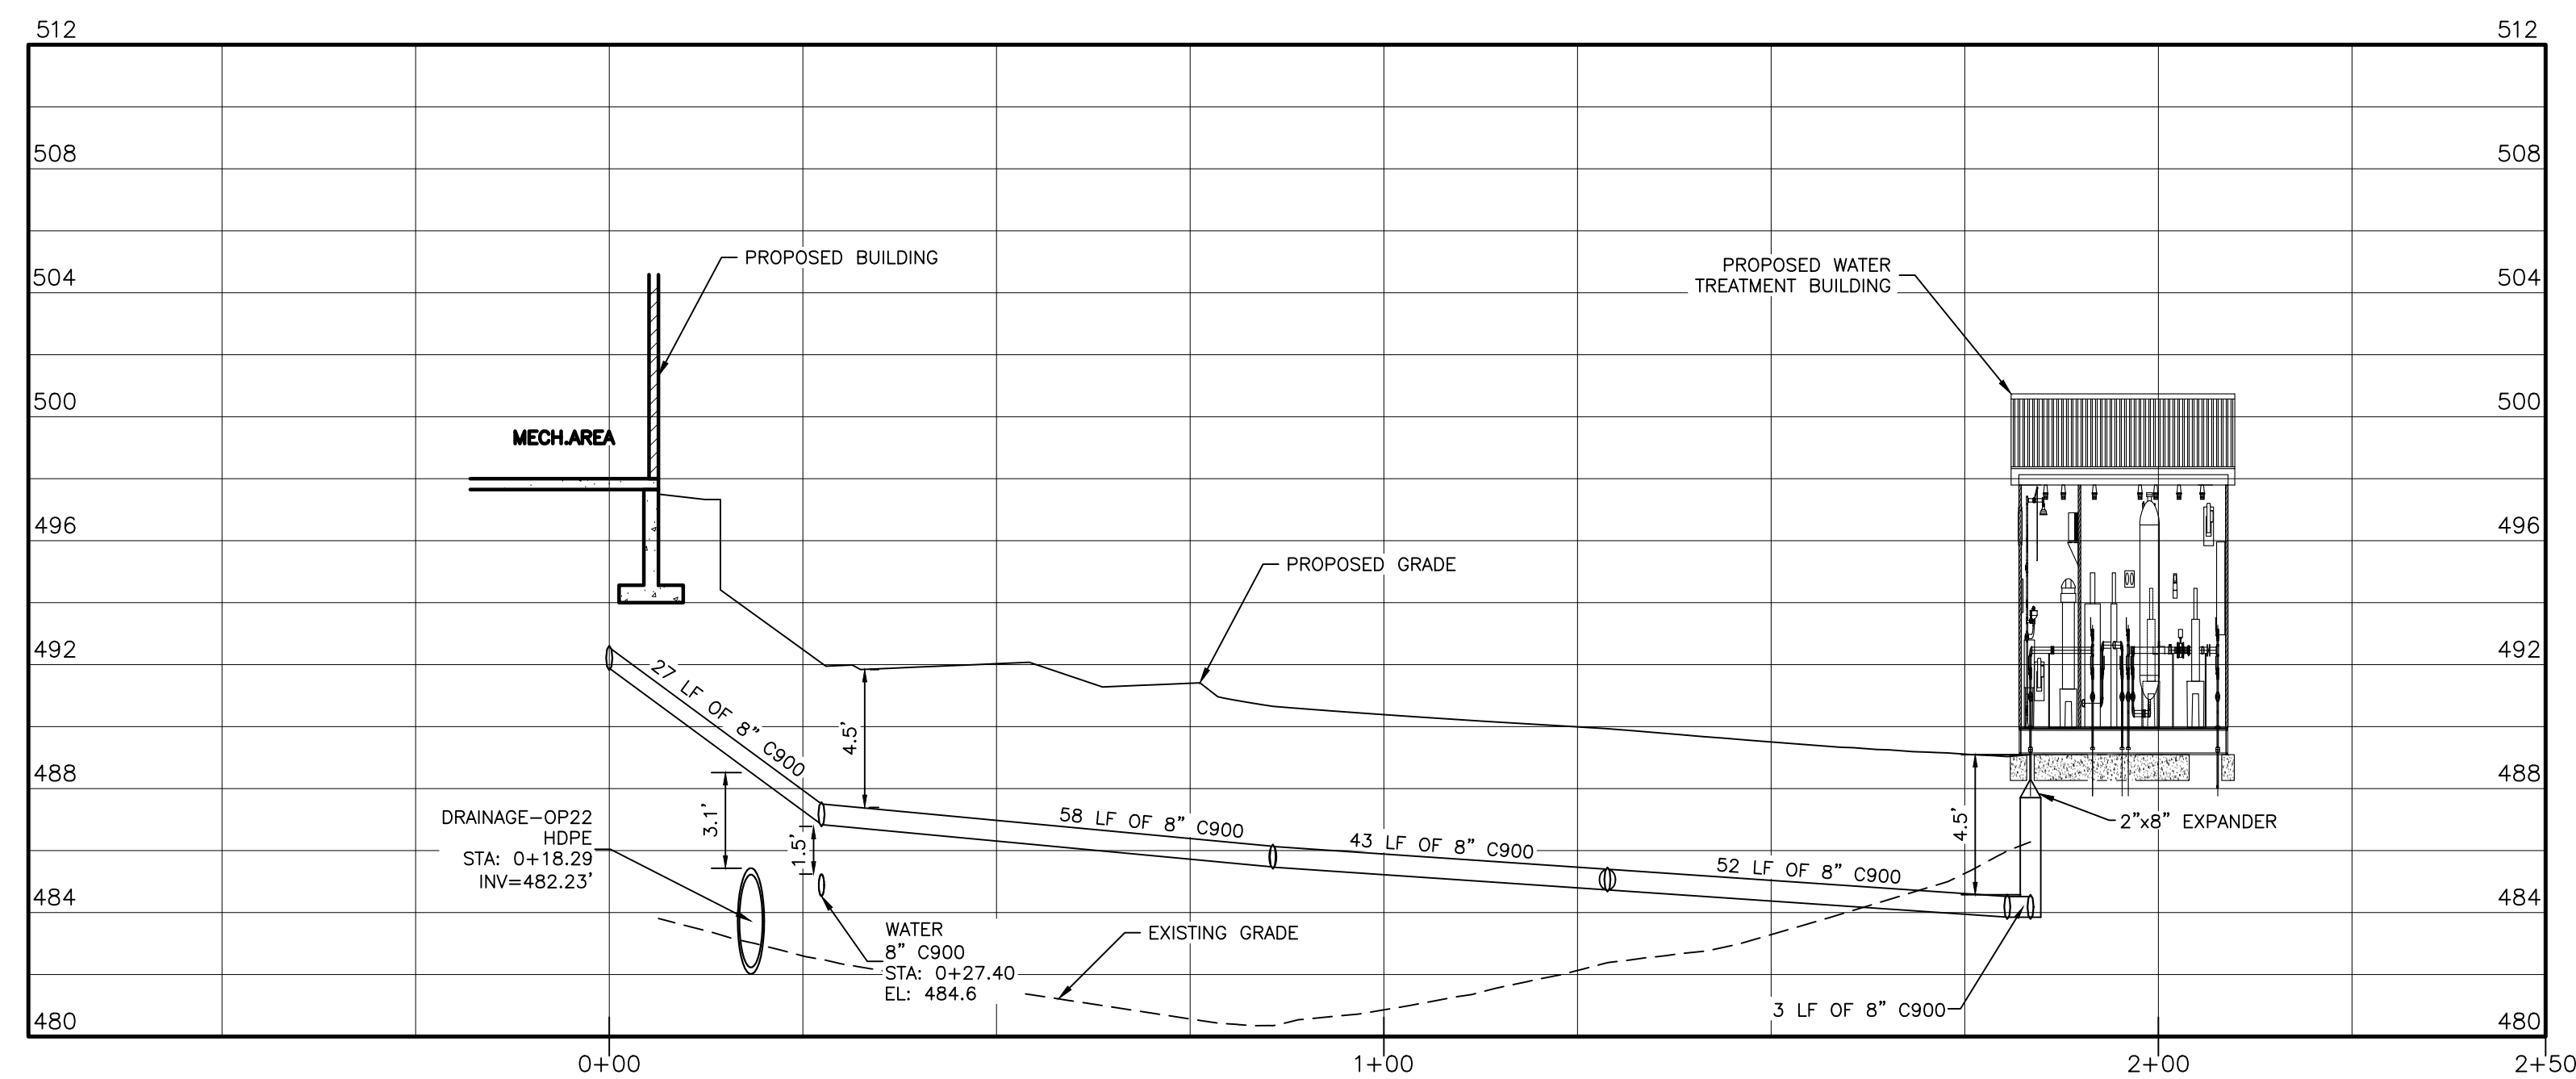 512
512
508
508
PROPOSED BUILDING
PROPOSED WATER
TREATMENT BUILDING
504
504
500
500
MECH.AREA
496
496
PROPOSED GRADE
492
492
27 LF OF 8" C900
4.5'
488
488
3.1'
DRAINAGE-OP22
HDPE
STA: 0+18.29
INV=482.23'
1.5'
58 LF OF 8" C900
43 LF OF 8" C900
52 LF OF 8" C900
4.5'
2"x8" EXPANDER
484
484
WATER
8" C900
STA: 0+27.40
EL: 484.6
EXISTING GRADE
3 LF OF 8" C900
480
480
0+00
1+00
2+00
2+50